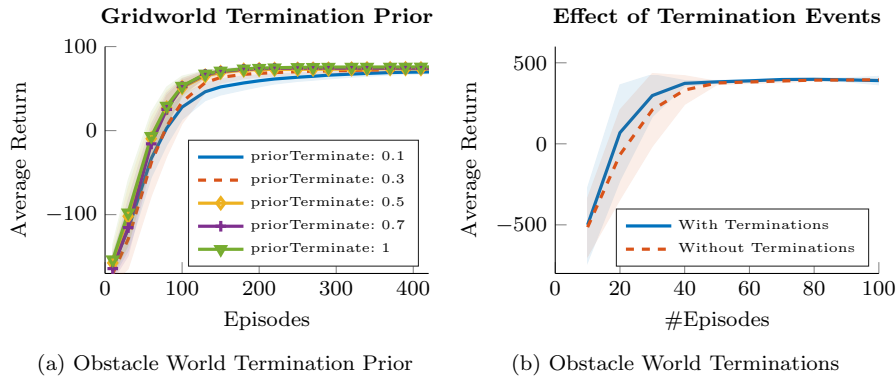 Gridworld Termination Prior
Average Return
100
0
−100
priorTerminate: 0.1
priorTerminate: 0.3
priorTerminate: 0.5
priorTerminate: 0.7
priorTerminate: 1
0 100 200 300 400
Episodes
(a) Obstacle World Termination Prior
Effect of Termination Events
Average Return
500
0
−500
With Terminations
Without Terminations
0 20 40 60 80 100
#Episodes
(b) Obstacle World Terminations